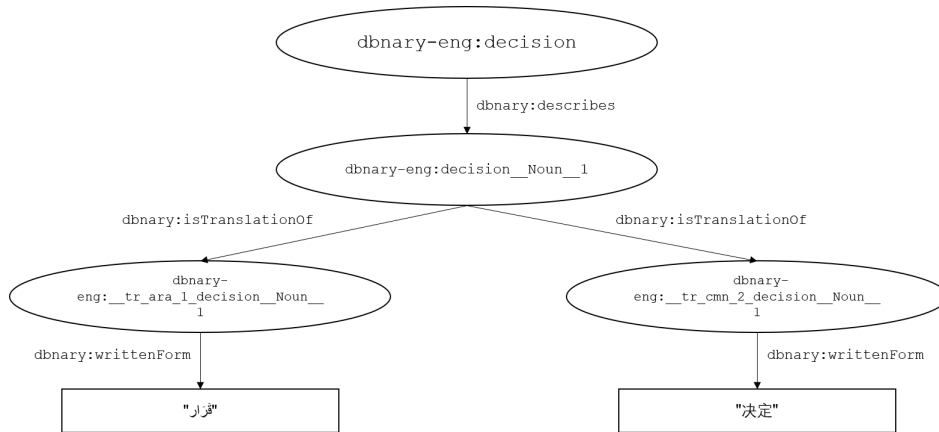 dbnary-eng:decision
dbnary:describes
dbnary-eng:decision__Noun__1
dbnary:isTranslationOf
dbnary:isTranslationOf
dbnary-
eng:__tr_ara_1_decision__Noun__
1
dbnary-
eng:__tr_cmn_2_decision__Noun__
1
dbnary:writtenForm
dbnary:writtenForm
"قَرَار"
"决定"